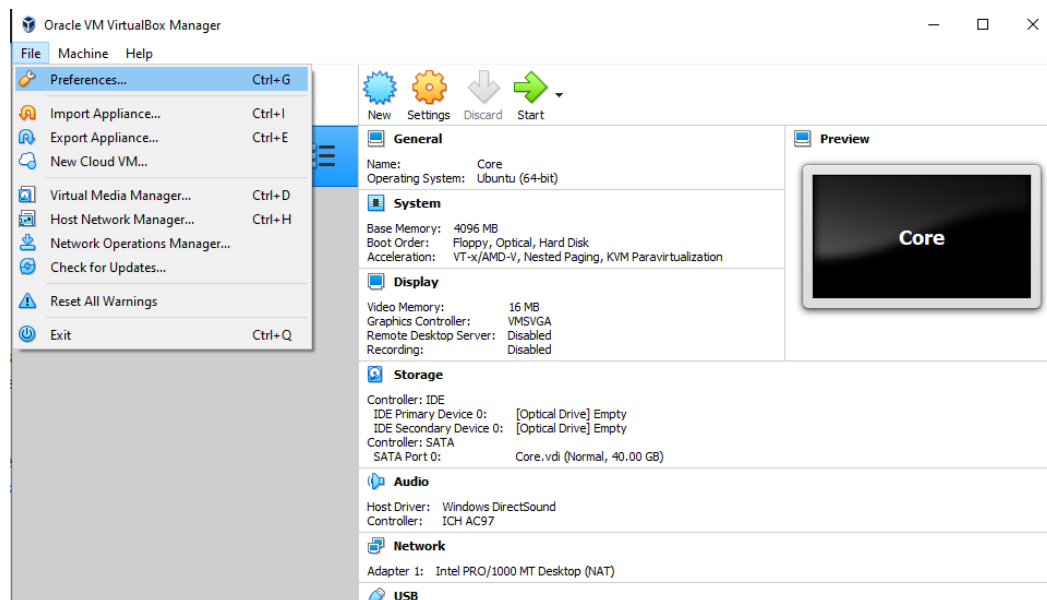 Oracle VM VirtualBox Manager
File Machine Help
Preferences... Ctrl+G
Import Appliance... Ctrl+I
Export Appliance... Ctrl+E
New Cloud VM...
Virtual Media Manager... Ctrl+D
Host Network Manager... Ctrl+H
Network Operations Manager...
Check for Updates...
Reset All Warnings
Exit Ctrl+Q
New Settings Discard Start
General
Name: Core
Operating System: Ubuntu (64-bit)
System
Base Memory: 4096 MB
Boot Order: Floppy, Optical, Hard Disk
Acceleration: VT-x/AMD-V, Nested Paging, KVM Paravirtualization
Display
Video Memory: 16 MB
Graphics Controller: VMSVGA
Remote Desktop Server: Disabled
Recording: Disabled
Preview
Core
Storage
Controller: IDE
IDE Primary Device 0: [Optical Drive] Empty
IDE Secondary Device 0: [Optical Drive] Empty
Controller: SATA
SATA Port 0: Core.vdi (Normal, 40.00 GB)
Audio
Host Driver: Windows DirectSound
Controller: ICH AC97
Network
Adapter 1: Intel PRO/1000 MT Desktop (NAT)
USB